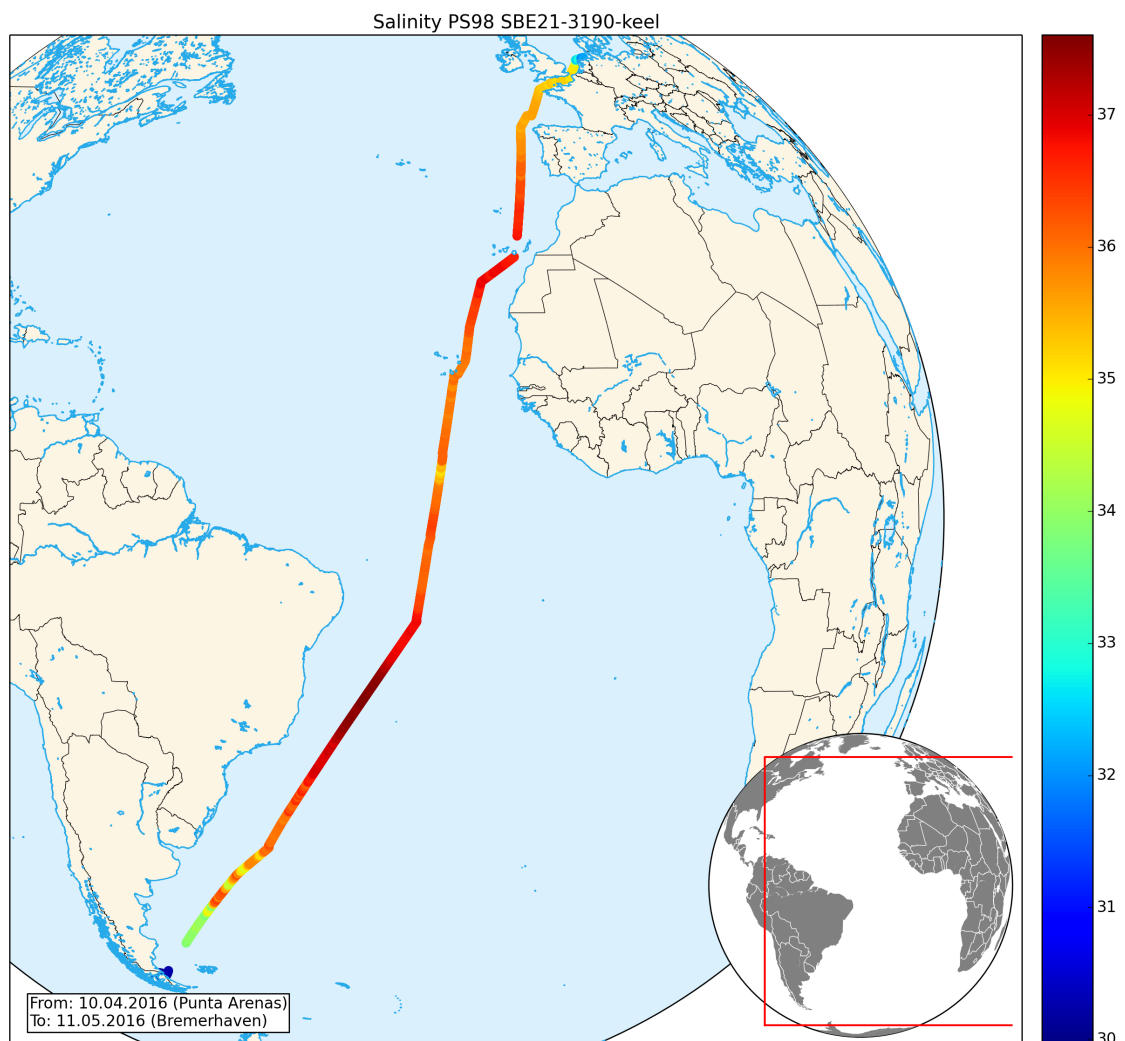 Salinity PS98 SBE21-3190-keel
37
36
35
34
33
32
31
30
From: 10.04.2016 (Punta Arenas)
To: 11.05.2016 (Bremerhaven)